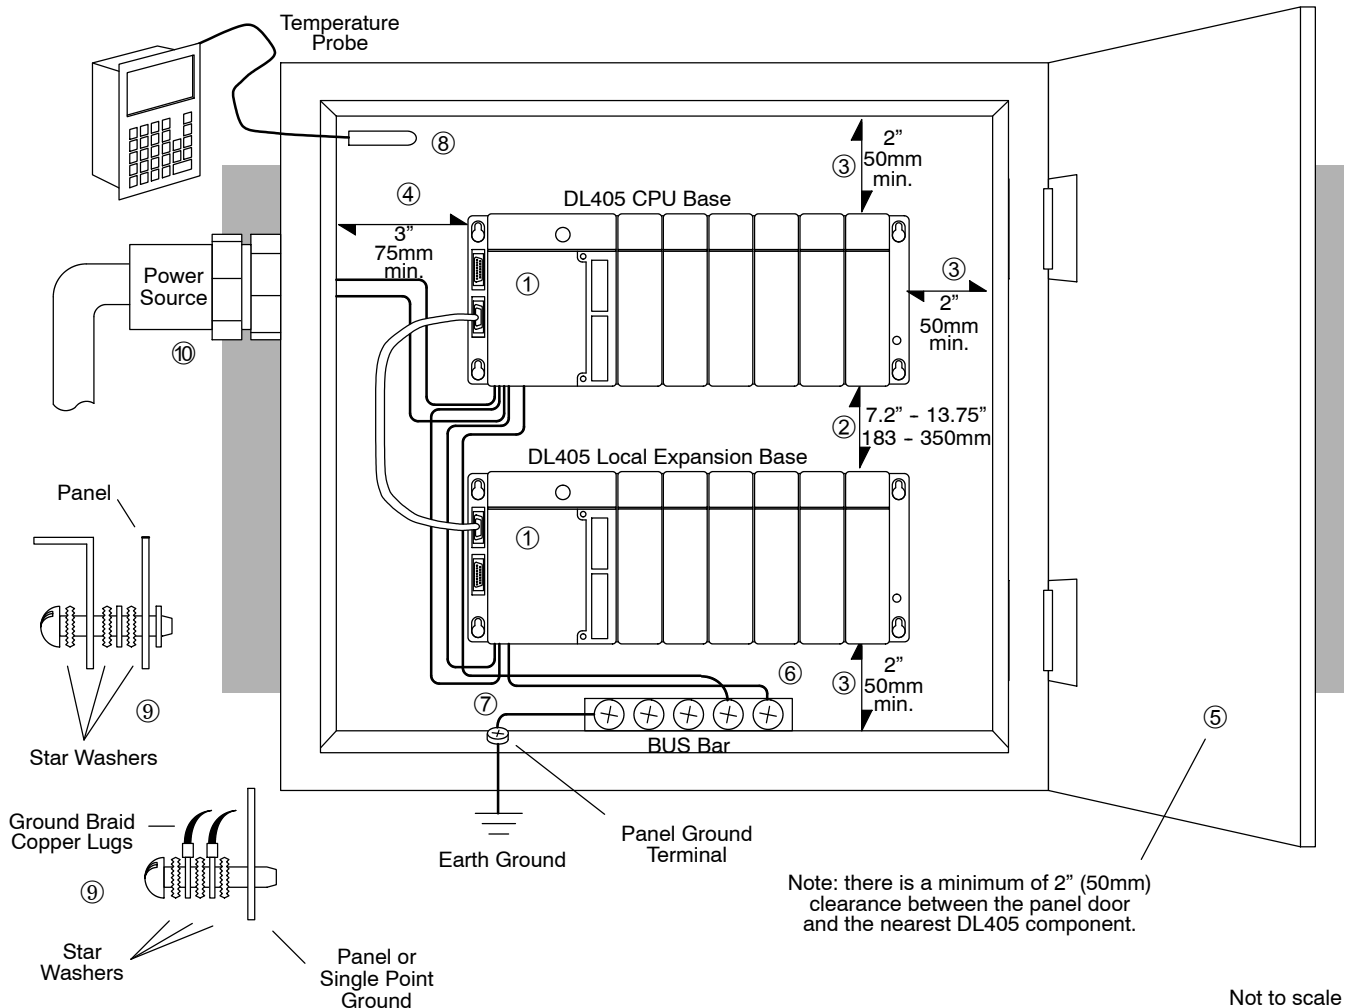 Temperature
Probe
⑧
④
3”
75mm
min.
DL405 CPU Base
③
2”
50mm
min.
③
2”
50mm
min.
①
Power
Source
⑩
②
7.2” - 13.75”
183 - 350mm
DL405 Local Expansion Base
①
Panel
Star Washers
⑨
⑥
③
2”
50mm
min.
⑦
BUS Bar
⑤
Ground Braid
Copper Lugs
⑨
Star
Washers
Panel or
Single Point
Ground
Earth Ground
Panel Ground
Terminal
Note: there is a minimum of 2” (50mm)
clearance between the panel door
and the nearest DL405 component.
Not to scale